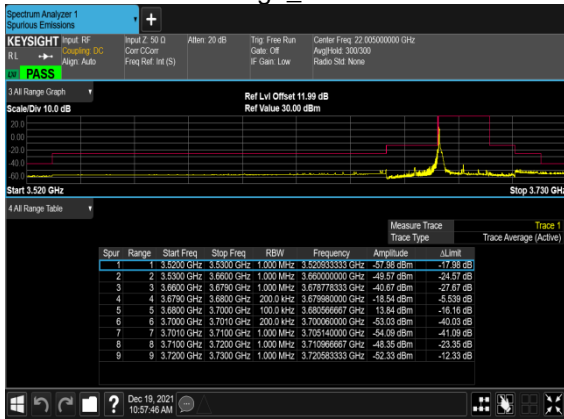 Spectrum Analyzer 1
Spurious Emissions
+
KEYSIGHT Input: RF Input Z: 50 Ω Atten: 20 dB Trig: Free Run Center Freq: 22.005000000 GHz
RL Coupling: DC Corr CCorr Gate: Off Avg|Hold: 300/300
Align: Auto Freq Ref: Int (S) IF Gain: Low Radio Std: None
PASS
3 All Range Graph Ref Lvl Offset 11.99 dB
Scale/Div 10.0 dB Ref Value 30.00 dBm
20.0
0.00
-20.0
-40.0
-60.0
Start 3.520 GHz Stop 3.730 GHz
4 All Range Table
Measure Trace Trace 1
Trace Type Trace Average (Active)
Spur Range Start Freq Stop Freq RBW Frequency Amplitude ΔLimit
1 1 3.5200 GHz 3.5300 GHz 1.000 MHz 3.520933333 GHz -57.98 dBm -17.98 dB
2 2 3.5300 GHz 3.6600 GHz 1.000 MHz 3.660000000 GHz -49.57 dBm -24.57 dB
3 3 3.6600 GHz 3.6790 GHz 1.000 MHz 3.678778333 GHz -40.67 dBm -27.67 dB
4 4 3.6790 GHz 3.6800 GHz 200.0 kHz 3.679980000 GHz -18.54 dBm -5.539 dB
5 5 3.6800 GHz 3.7000 GHz 100.0 kHz 3.680566667 GHz 13.84 dBm -16.16 dB
6 6 3.7000 GHz 3.7010 GHz 200.0 kHz 3.700060000 GHz -53.03 dBm -40.03 dB
7 7 3.7010 GHz 3.7100 GHz 1.000 MHz 3.705140000 GHz -54.09 dBm -41.09 dB
8 8 3.7100 GHz 3.7200 GHz 1.000 MHz 3.710966667 GHz -48.35 dBm -23.35 dB
9 9 3.7200 GHz 3.7300 GHz 1.000 MHz 3.720583333 GHz -52.33 dBm -12.33 dB
? Dec 19, 2021
10:57:46 AM